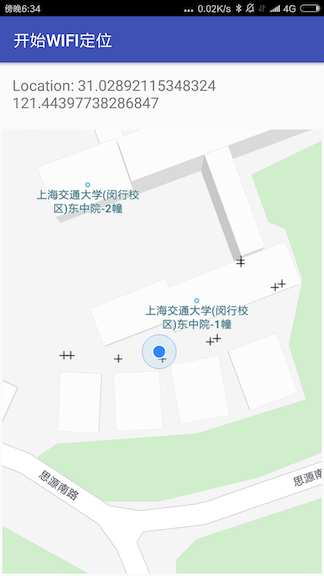 傍晚6:34
... 0.02K/s 4G
开始WIFI定位
Location: 31.02892115348324
121.44397738286847
上海交通大学(闵行校
区)东中院-2幢
上海交通大学(闵行校
区)东中院-1幢
思源南路
思源南